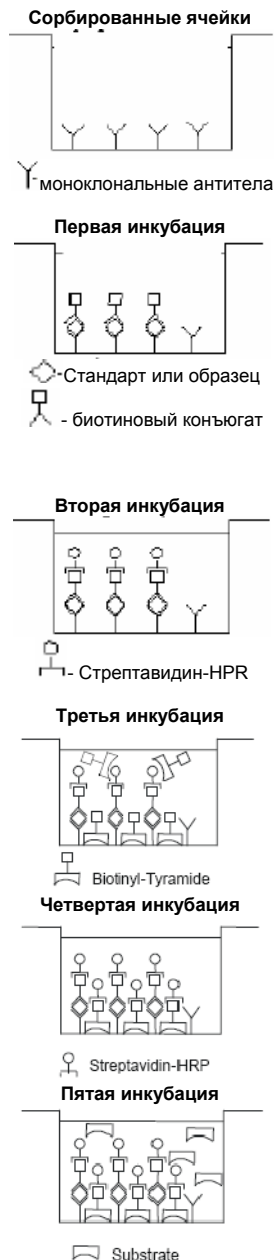 Сорбированные ячейки
-моноклональные антитела
Первая инкубация
-Стандарт или образец
- биотиновый конъюгат
Вторая инкубация
- Стрептавидин-HPR
Третья инкубация
Biotinyl-Tyramide
Четвертая инкубация
Streptavidin-HRP
Пятая инкубация
Substrate